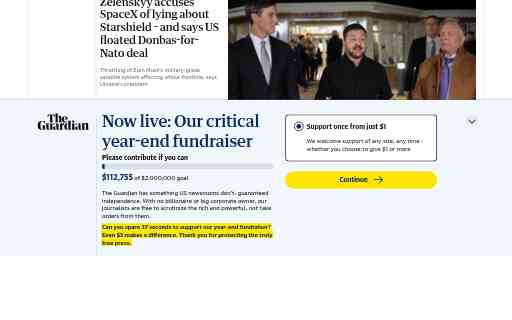 Zelenskyy accuses
SpaceX of lying about
Starshield – and says US
floated Donbas-for-
Nato deal
Throttling of Elon Musk's military-grade
satellite system affecting whole frontline, says
Ukraine's president
The
Guardian
Now live: Our critical
year-end fundraiser
Please contribute if you can
$112,755 of $2,000,000 goal
The Guardian has something US newsrooms don't: guaranteed
independence. With no billionaire or big corporate owner, our
journalists are free to scrutinize the rich and powerful, not take
orders from them.
Can you spare 37 seconds to support our year-end fundraiser?
Even $3 makes a difference. Thank you for protecting the truly
free press.
Support once from just $1
We welcome support of any size, any time -
whether you choose to give $1 or more
Continue